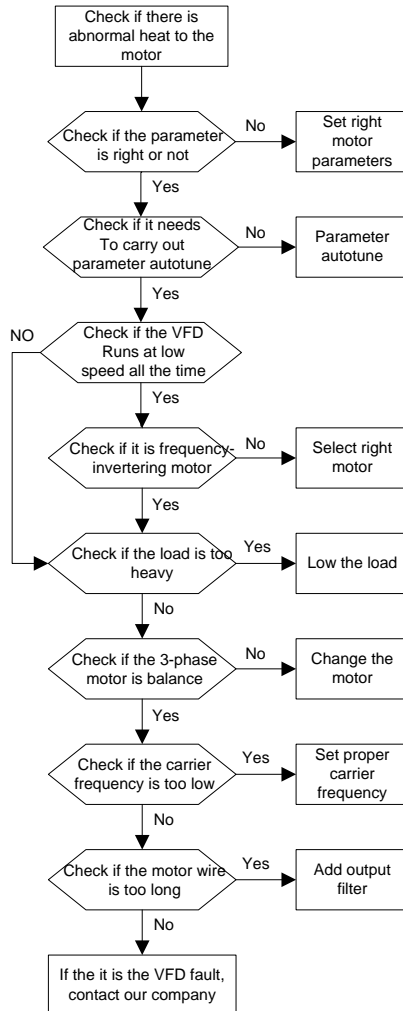 Check if there is
abnormal heat to the
motor
Check if the parameter
is right or not
No
Set right
motor
parameters
Yes
Check if it needs
To carry out
parameter autotune
No
Parameter
autotune
Yes
NO
Check if the VFD
Runs at low
speed all the time
Yes
Check if it is frequency-
invertering motor
No
Select right
motor
Yes
Check if the load is too
heavy
Yes
Low the load
No
Check if the 3-phase
motor is balance
No
Change the
motor
Yes
Check if the carrier
frequency is too low
Yes
Set proper
carrier
frequency
No
Check if the motor wire
is too long
Yes
Add output
filter
No
If the it is the VFD fault,
contact our company